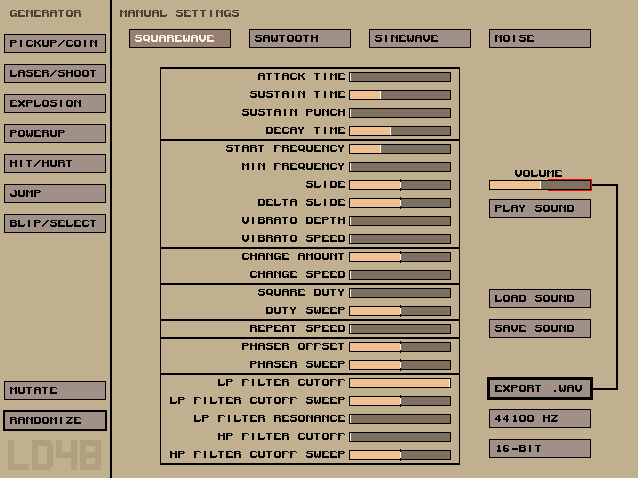 GENERATOR
PICKUP/COIN
LASER/SHOOT
EXPLOSION
POWERUP
HIT/HURT
JUMP
BLIP/SELECT
MUTATE
RANDOMIZE
LD48
MANUAL SETTINGS
SQUAREWAVE
SAWTOOTH
SINEWAVE
NOISE
ATTACK TIME
SUSTAIN TIME
SUSTAIN PUNCH
DECAY TIME
START FREQUENCY
MIN FREQUENCY
SLIDE
DELTA SLIDE
VIBRATO DEPTH
VIBRATO SPEED
CHANGE AMOUNT
CHANGE SPEED
SQUARE DUTY
DUTY SWEEP
REPEAT SPEED
PHASER OFFSET
PHASER SWEEP
LP FILTER CUTOFF
LP FILTER CUTOFF SWEEP
LP FILTER RESONANCE
HP FILTER CUTOFF
HP FILTER CUTOFF SWEEP
VOLUME
PLAY SOUND
LOAD SOUND
SAVE SOUND
EXPORT .WAV
44100 HZ
16-BIT